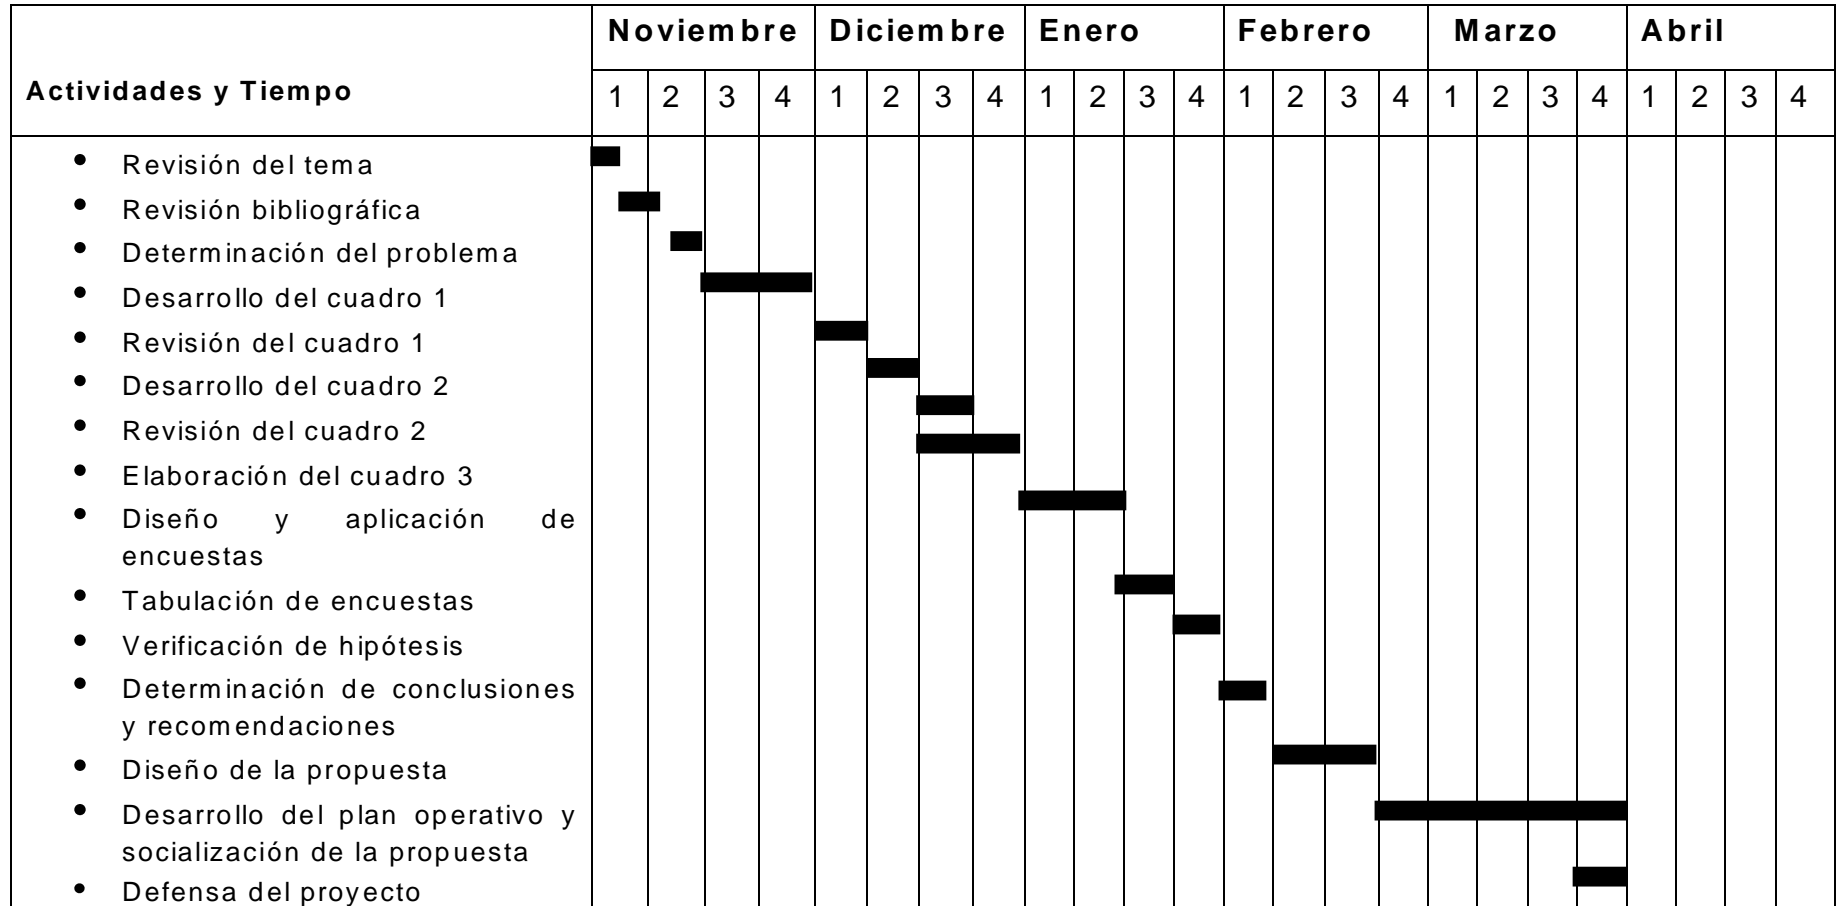 Noviembre Diciembre Enero Febrero Marzo Abril
Actividades y Tiempo
1 2 3 4 1 2 3 4 1 2 3 4 1 2 3 4 1 2 3 4 1 2 3 4
• Revisión del tema
• Revisión bibliográfica
• Determinación del problema
• Desarrollo del cuadro 1
• Revisión del cuadro 1
• Desarrollo del cuadro 2
• Revisión del cuadro 2
• Elaboración del cuadro 3
• Diseño y aplicación de
encuestas
• Tabulación de encuestas
• Verificación de hipótesis
• Determinación de conclusiones
y recomendaciones
• Diseño de la propuesta
• Desarrollo del plan operativo y
socialización de la propuesta
• Defensa del proyecto